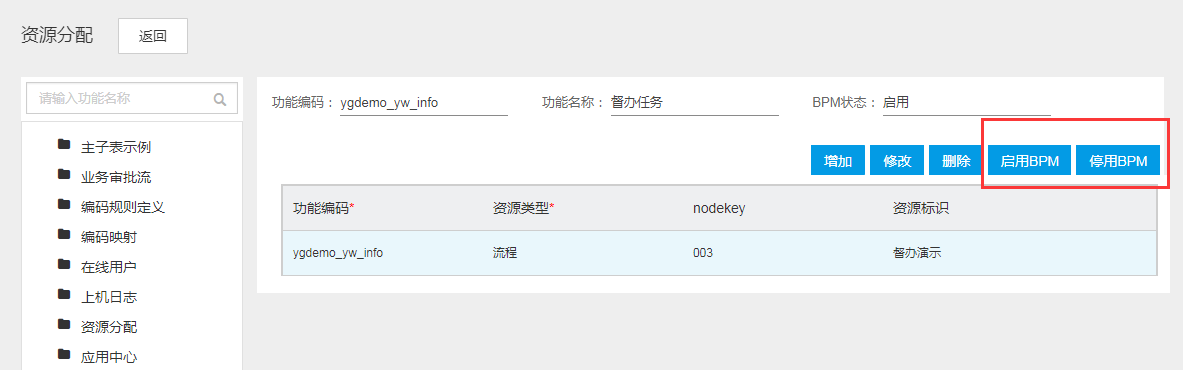 资源分配 返回
请输入功能名称
主子表示例
业务审批流
编码规则定义
编码映射
在线用户
上机日志
资源分配
应用中心
功能编码： ygdemo_yw_info 功能名称： 督办任务 BPM状态： 启用
增加 修改 删除 启用BPM 停用BPM
功能编码* 资源类型* nodekey 资源标识
ygdemo_yw_info 流程 003 督办演示